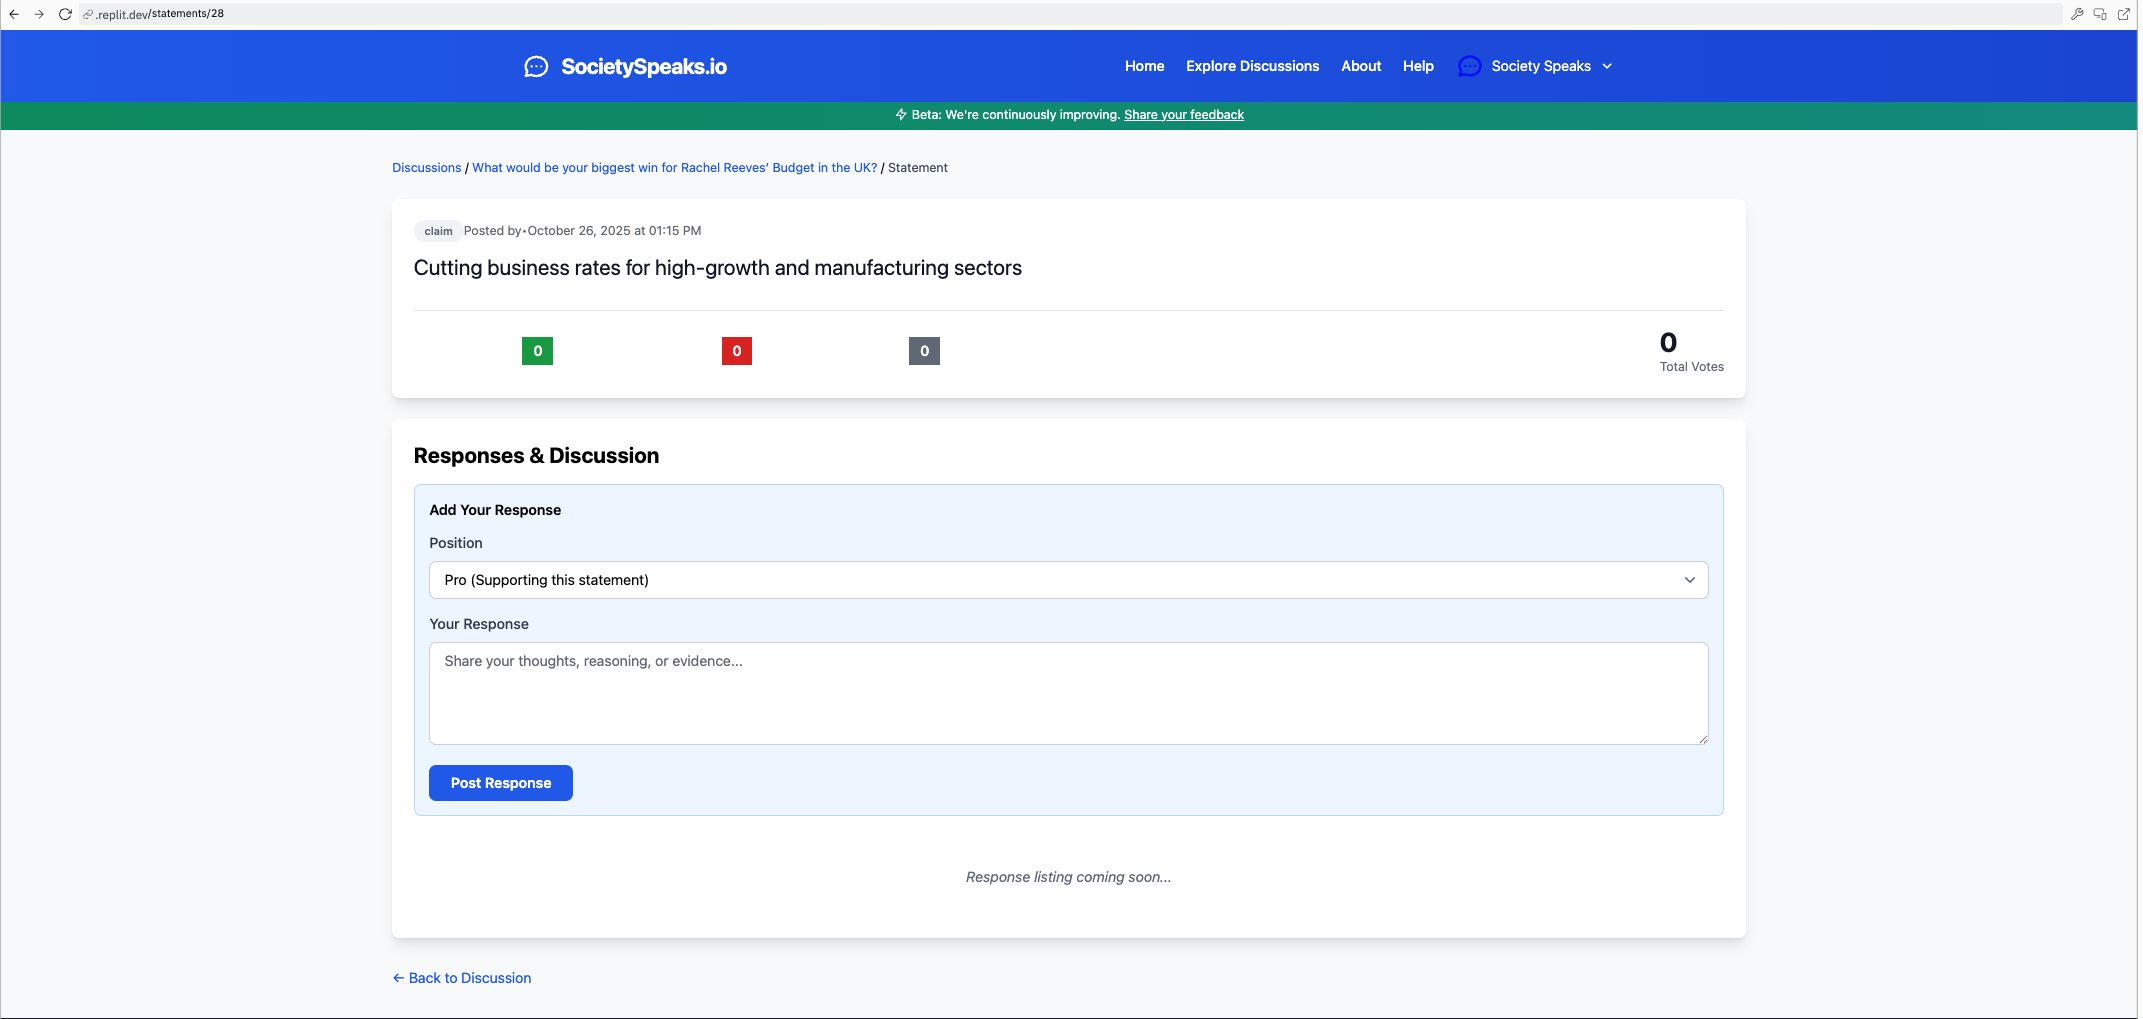 .replit.dev/statements/28
SocietySpeaks.io
Home Explore Discussions About Help Society Speaks
Beta: We're continuously improving. Share your feedback
Discussions / What would be your biggest win for Rachel Reeves' Budget in the UK? / Statement
claim Posted by•October 26, 2025 at 01:15 PM
Cutting business rates for high-growth and manufacturing sectors
0 0 0 0
Total Votes
Responses & Discussion
Add Your Response
Position
Pro (Supporting this statement)
Your Response
Share your thoughts, reasoning, or evidence...
Post Response
Response listing coming soon...
← Back to Discussion